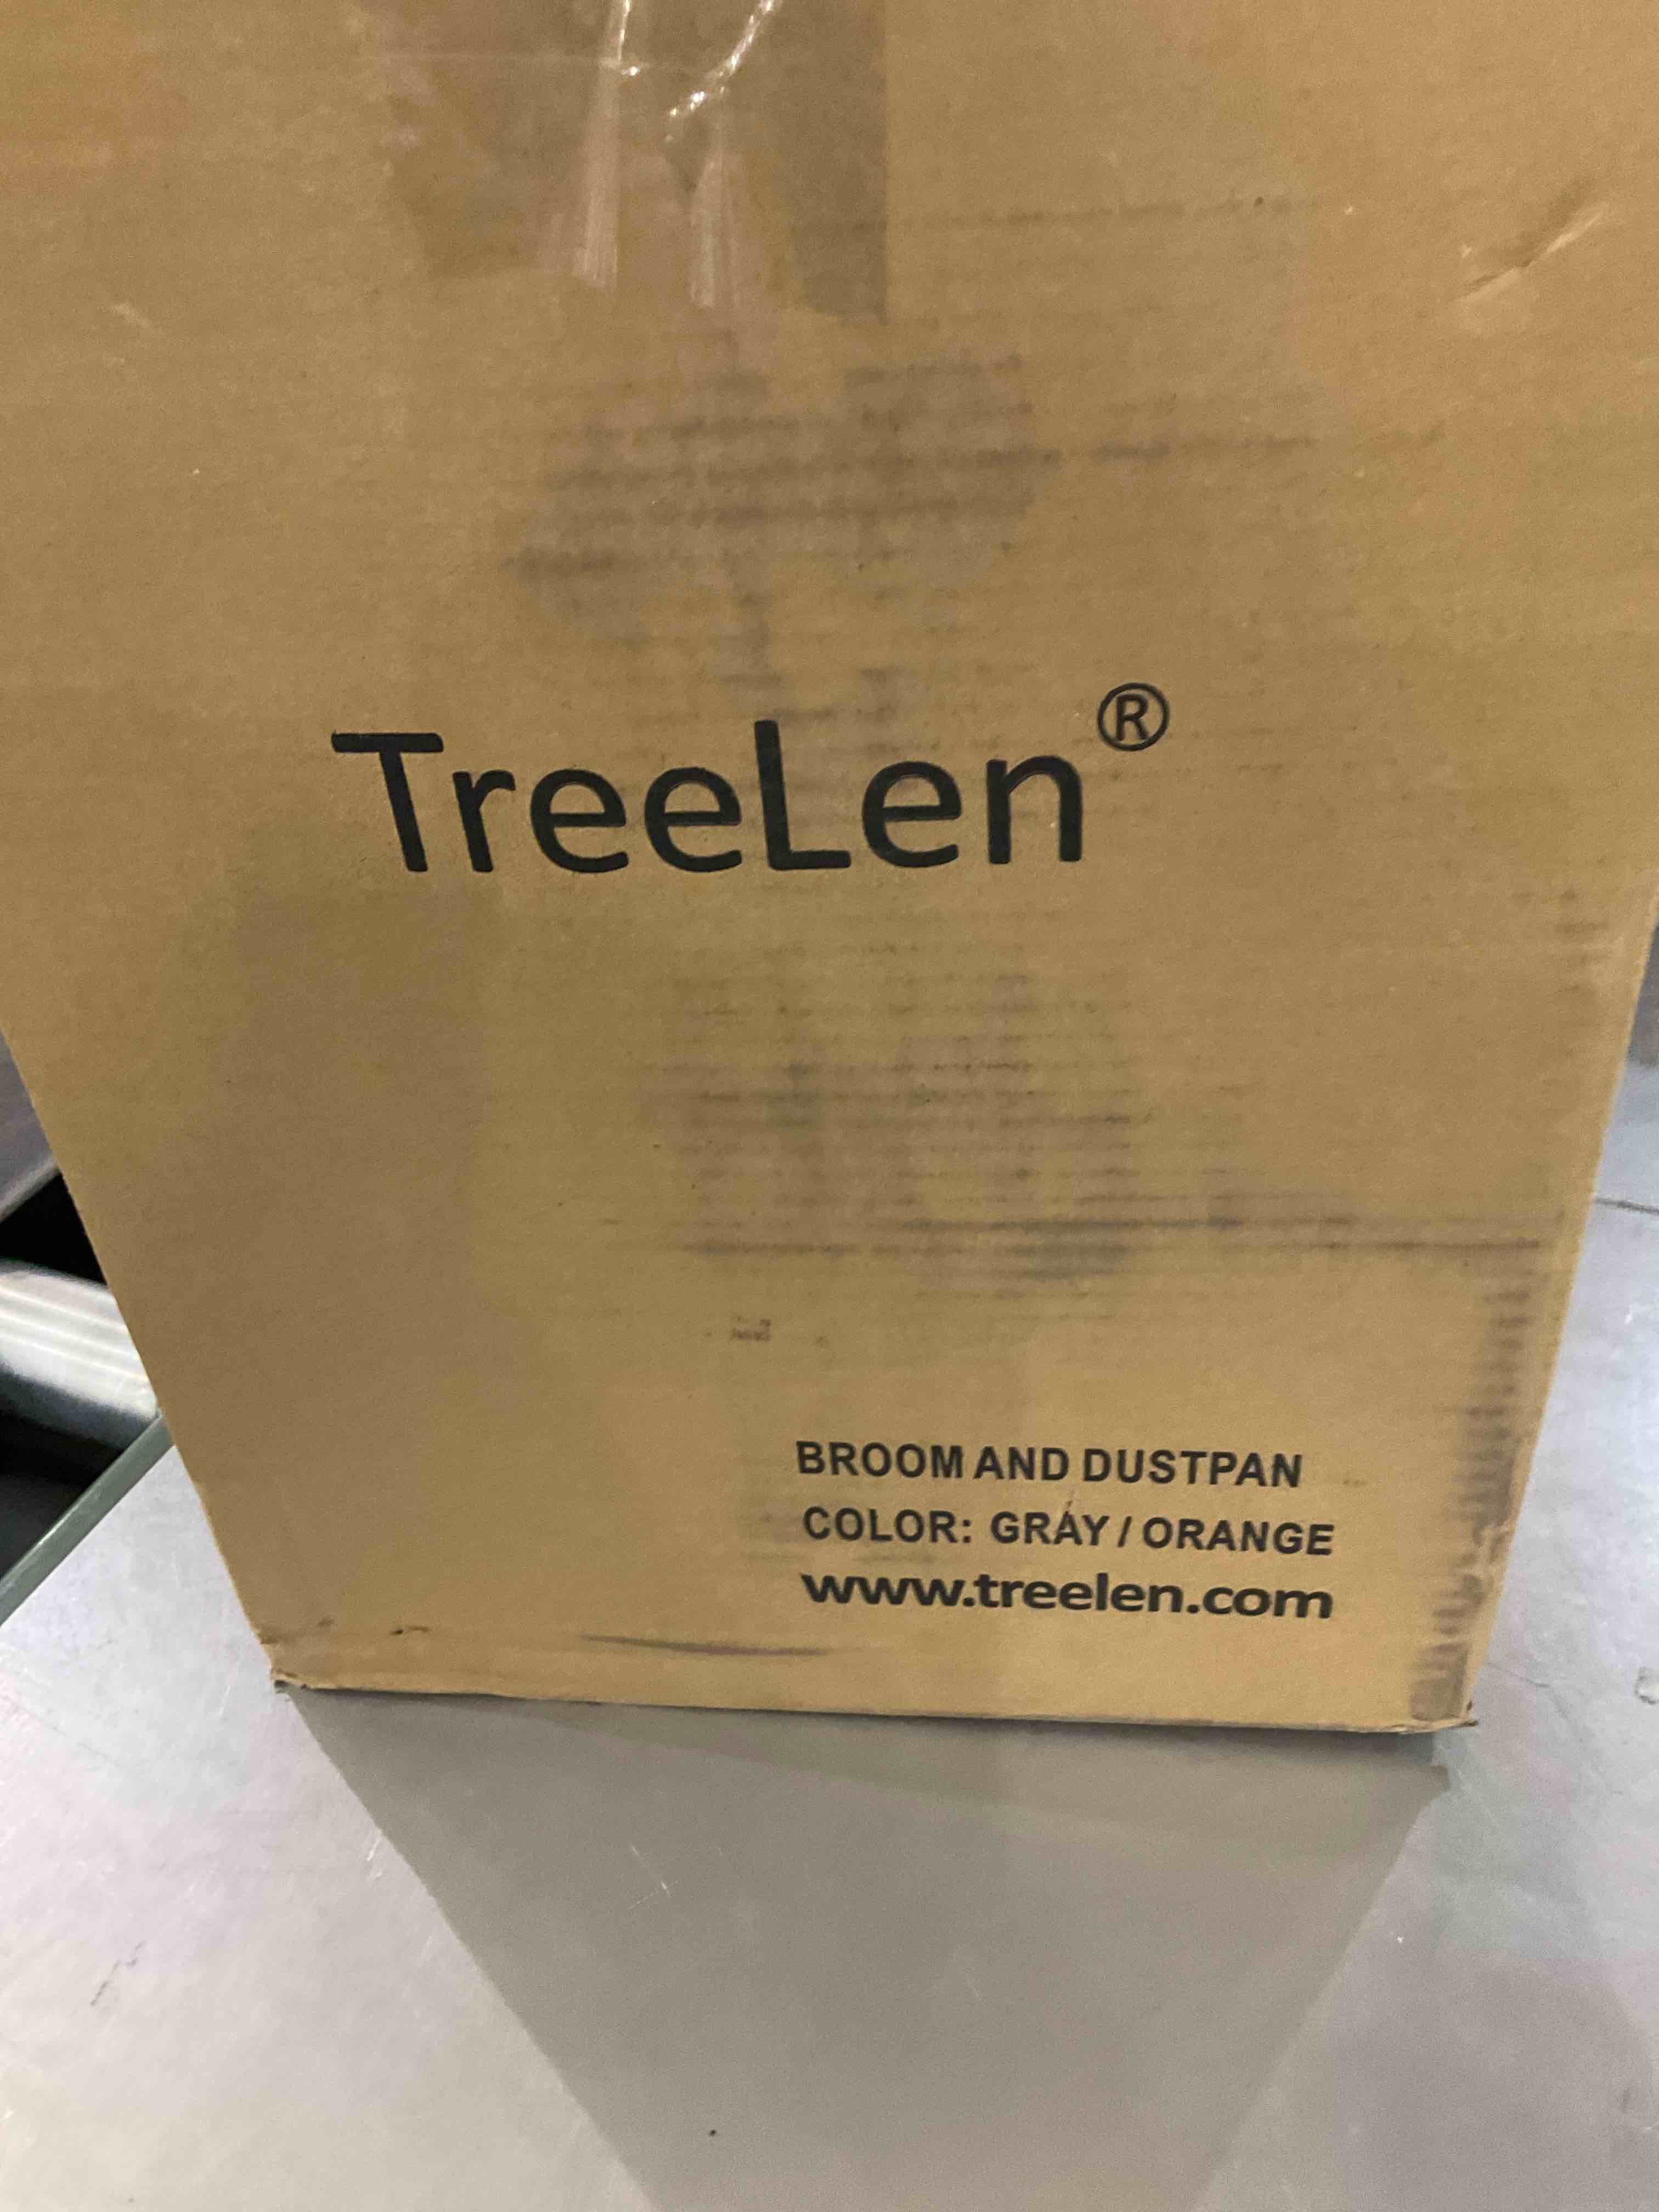 TreeLen®
BROOM AND DUSTPAN
COLOR: GRAY / ORANGE
www.treelen.com